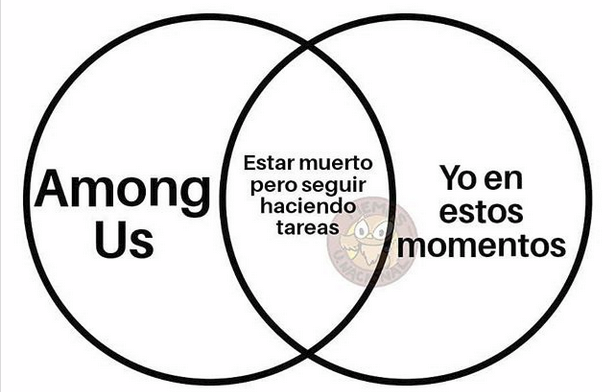 Among
Us
Estar muerto
pero seguir
haciendo
tareas
Yo en
estos
momentos